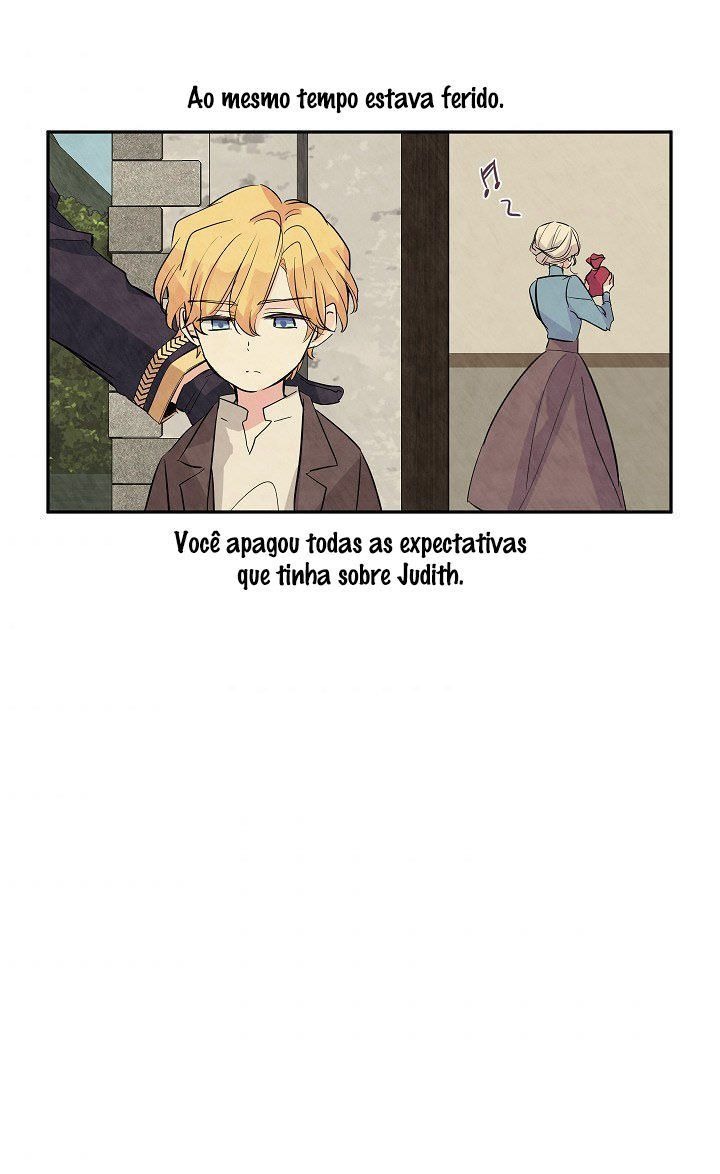 Ao mesmo tempo estava ferido.
Você apagou todas as expectativas
que tinha sobre Judith.